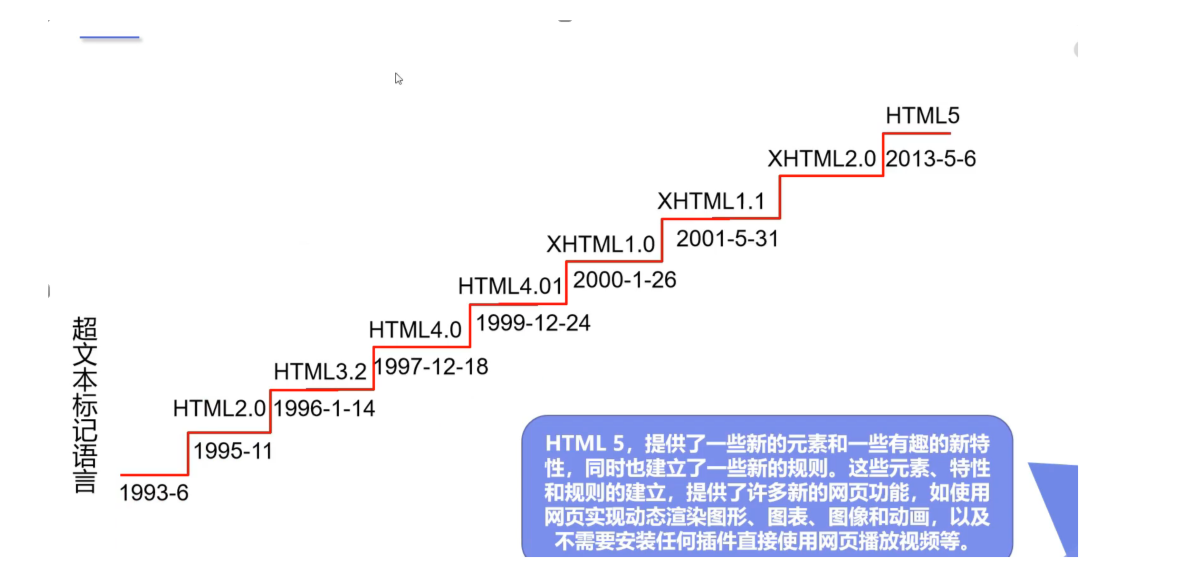 HTML5
XHTML2.0 2013-5-6
XHTML1.1
XHTML1.0 2001-5-31
HTML4.01 2000-1-26
HTML4.0 1999-12-24
HTML3.2 1997-12-18
HTML2.0 1996-1-14
1995-11
1993-6
超文本标记语言
HTML 5，提供了一些新的元素和一些有趣的新特
性，同时也建立了一些新的规则。这些元素、特性
和规则的建立，提供了许多新的网页功能，如使用
网页实现动态渲染图形、图表、图像和动画，以及
不需要安装任何插件直接使用网页播放视频等。